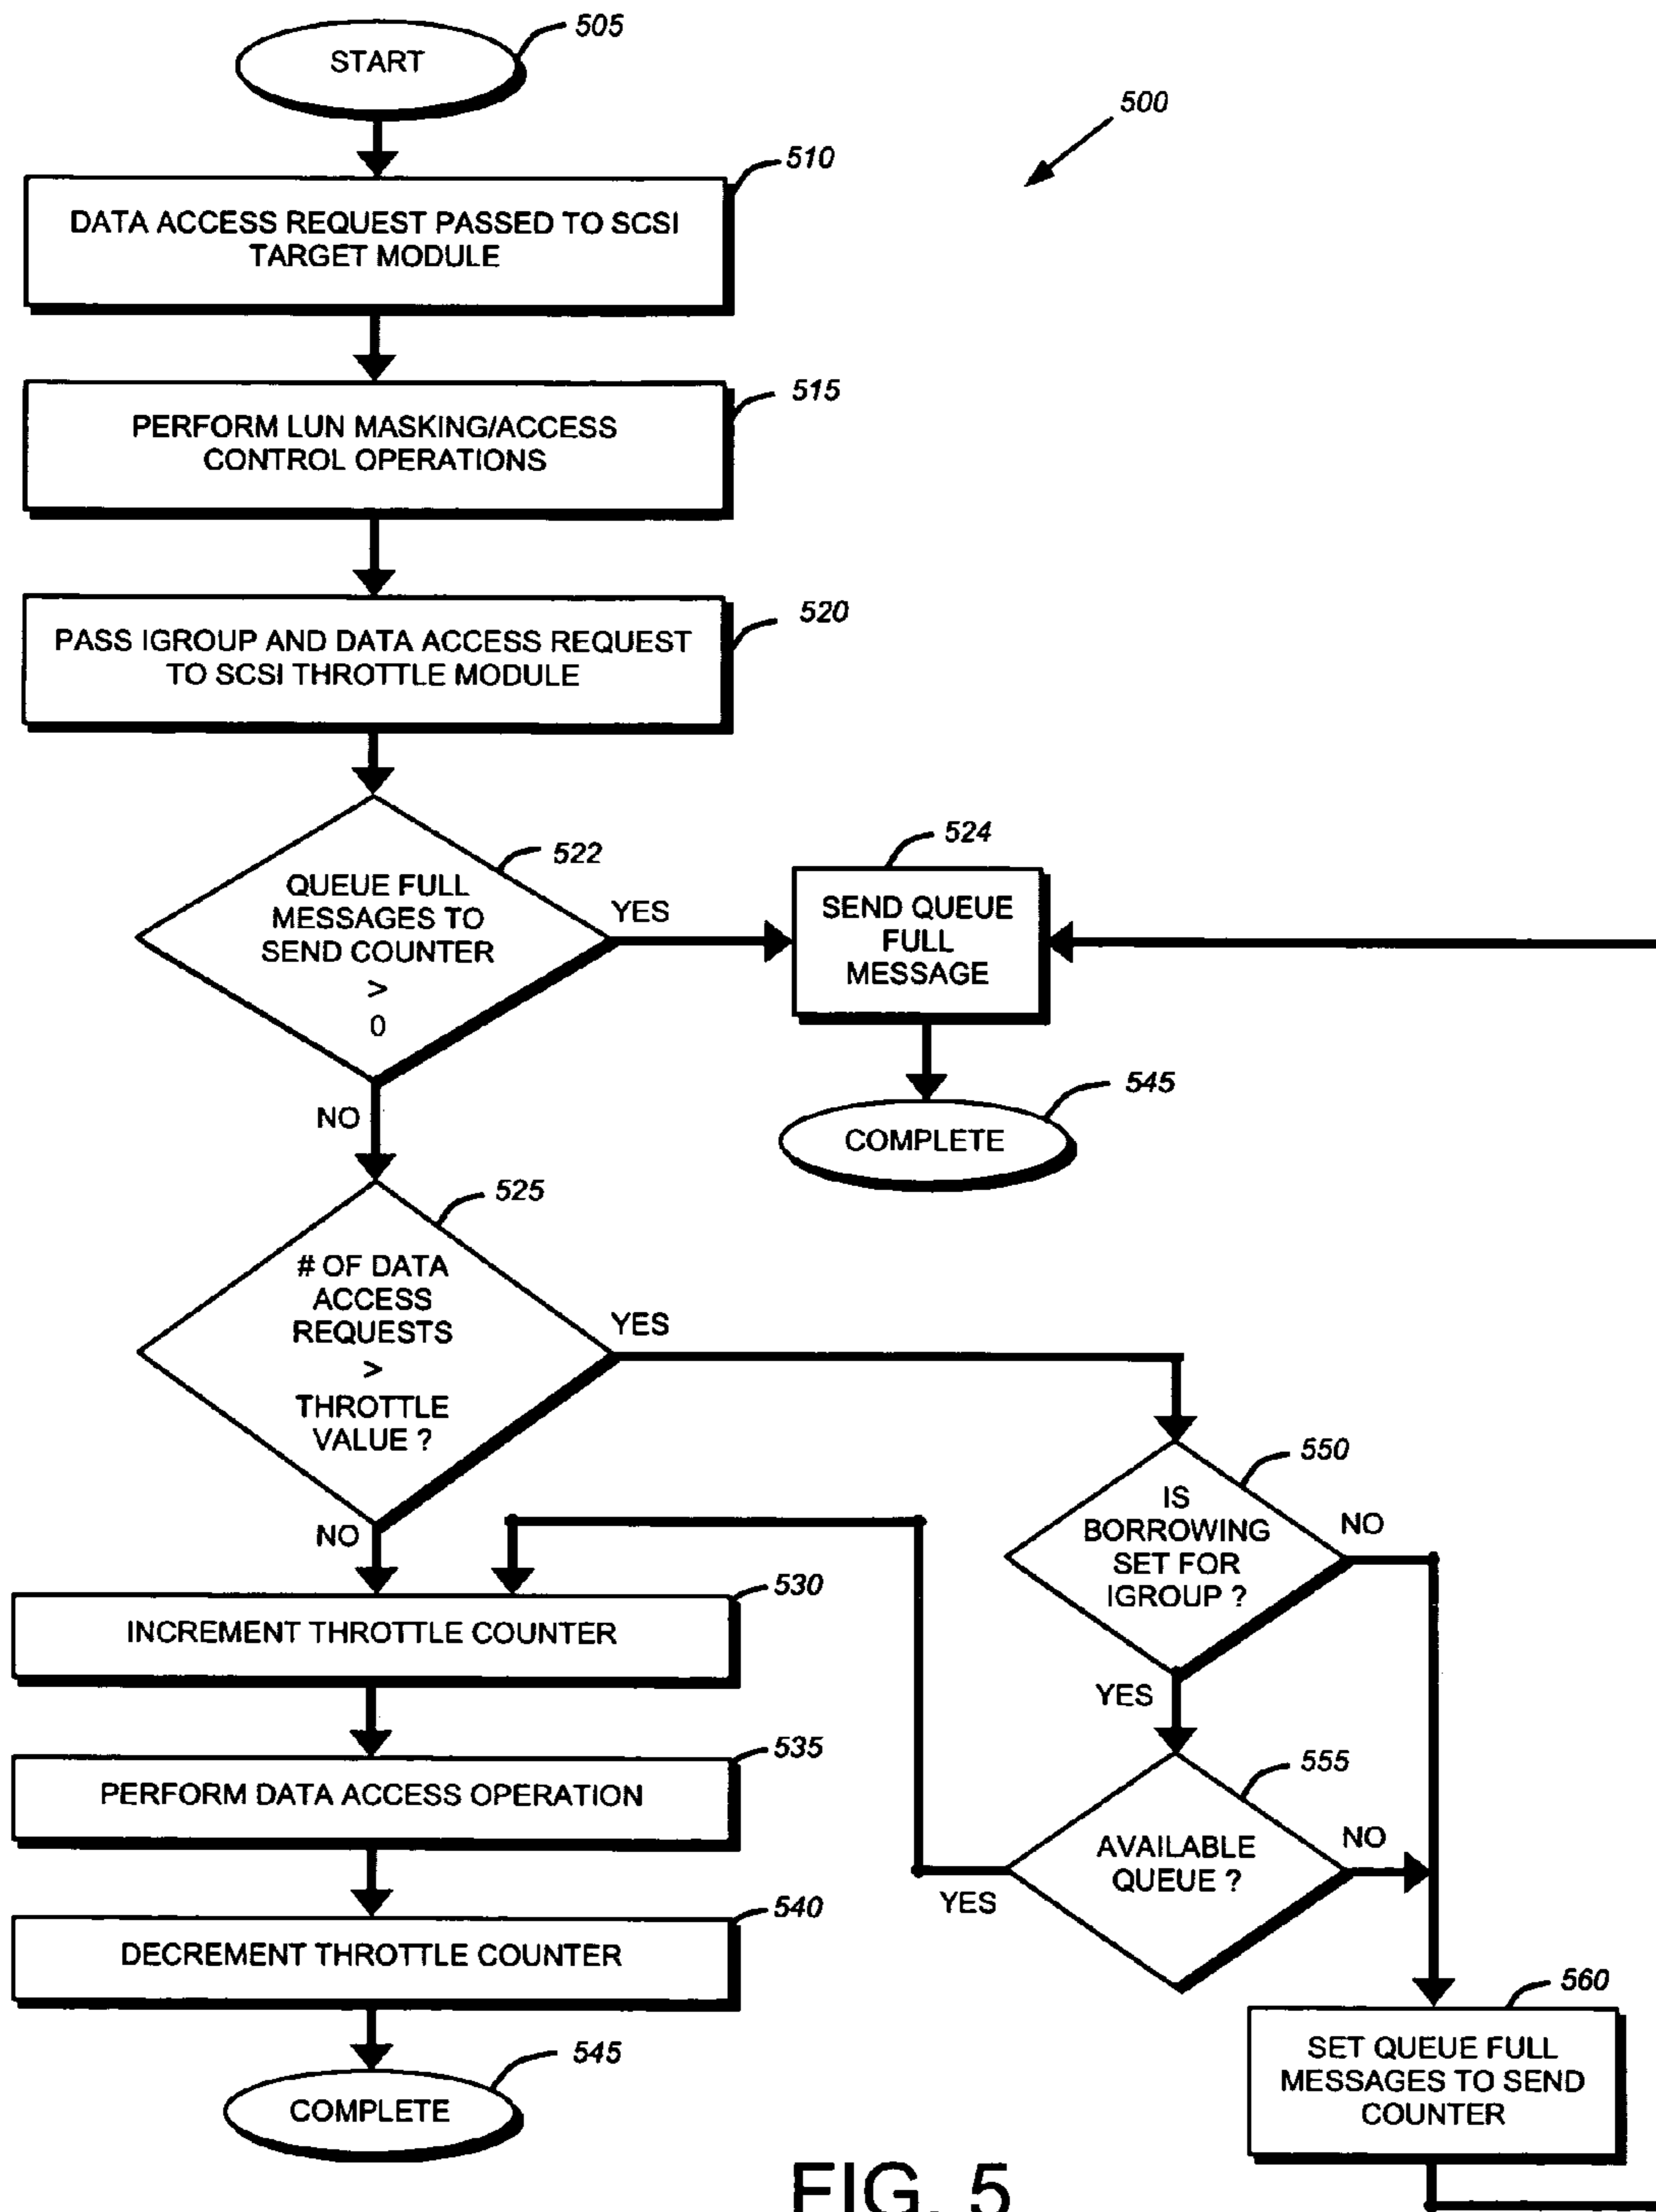 START
505
500
510
DATA ACCESS REQUEST PASSED TO SCSI
TARGET MODULE
515
PERFORM LUN MASKING/ACCESS
CONTROL OPERATIONS
520
PASS IGROUP AND DATA ACCESS REQUEST
TO SCSI THROTTLE MODULE
522
QUEUE FULL
MESSAGES TO
SEND COUNTER
>
0
YES
NO
524
SEND QUEUE
FULL
MESSAGE
545
COMPLETE
525
# OF DATA
ACCESS
REQUESTS
>
THROTTLE
VALUE ?
YES
NO
550
IS
BORROWING
SET FOR
IGROUP ?
NO
YES
530
INCREMENT THROTTLE COUNTER
535
PERFORM DATA ACCESS OPERATION
555
AVAILABLE
QUEUE ?
NO
YES
540
DECREMENT THROTTLE COUNTER
545
COMPLETE
560
SET QUEUE FULL
MESSAGES TO SEND
COUNTER
FIG. 5